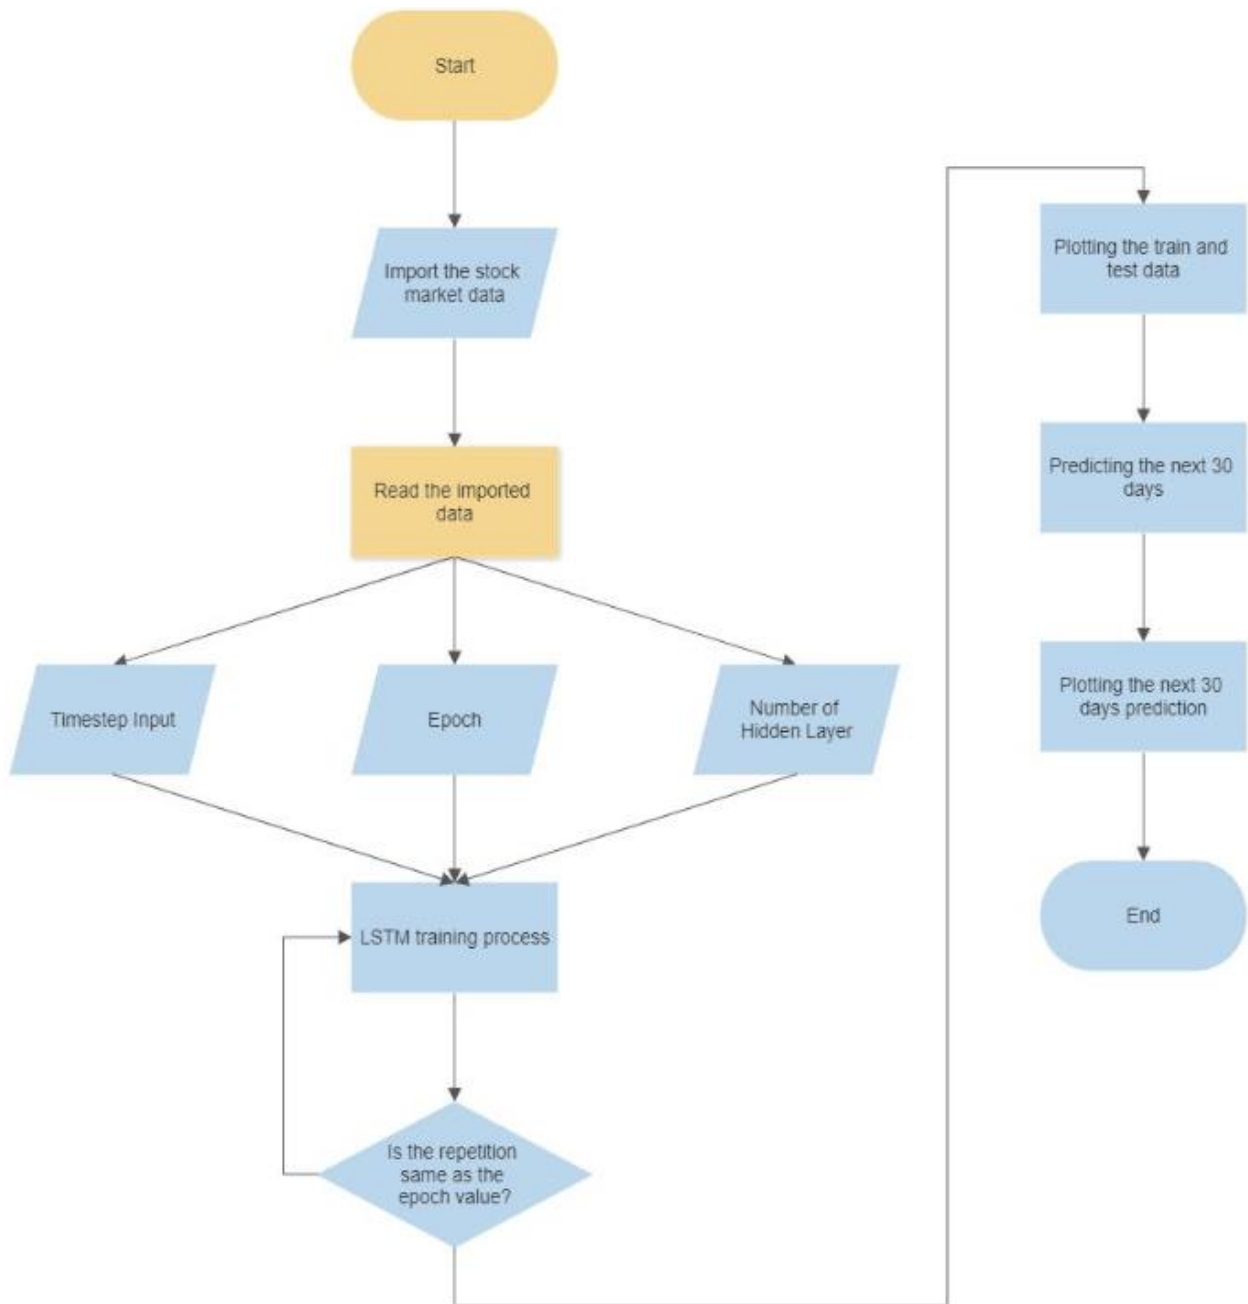 Start
Import the stock
market data
Read the imported
data
Timestep Input
Epoch
Number of
Hidden Layer
LSTM training process
Is the repetition
same as the
epoch value?
Plotting the train and
test data
Predicting the next 30
days
Plotting the next 30
days prediction
End